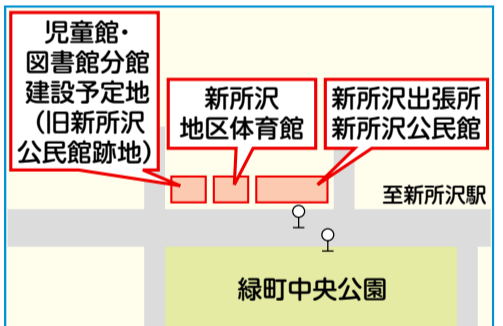 児童館・
図書館分館
建設予定地
（旧新所沢
公民館跡地）
新所沢
地区体育館
新所沢出張所
新所沢公民館
至新所沢駅
緑町中央公園